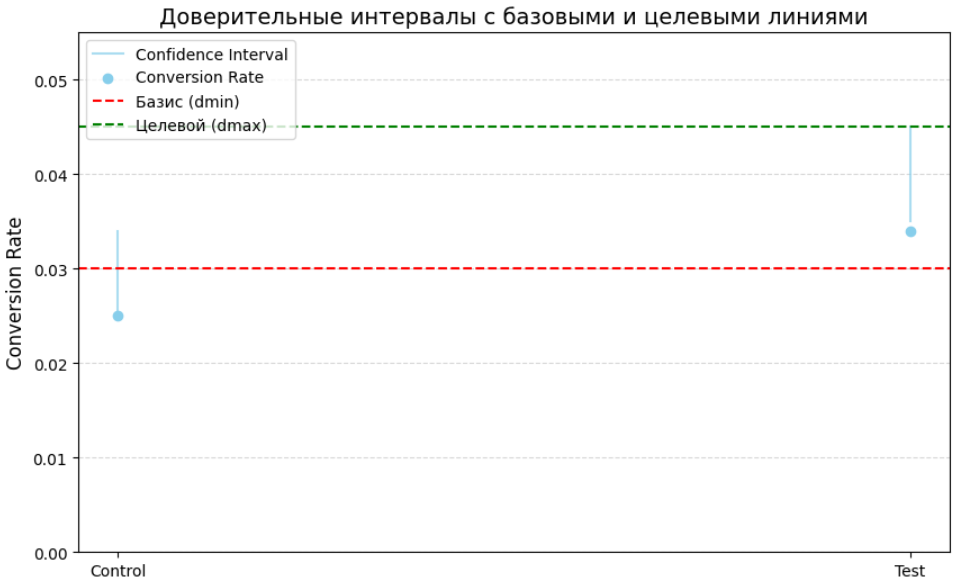 Доверительные интервалы с базовыми и целевыми линиями
Confidence Interval
Conversion Rate
Базис (dmin)
Целевой (dmax)
Conversion Rate
0.05
0.04
0.03
0.02
0.01
0.00
Control
Test